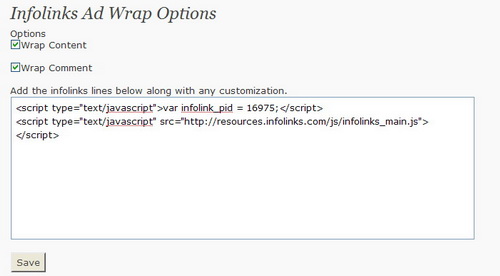 Infolinks Ad Wrap Options
Options
Wrap Content
Wrap Comment
Add the infolinks lines below along with any customization.
<script type="text/javascript">var infolink_pid = 16975;</script>
<script type="text/javascript" src="http://resources.infolinks.com/js/infolinks_main.js">
</script>
Save